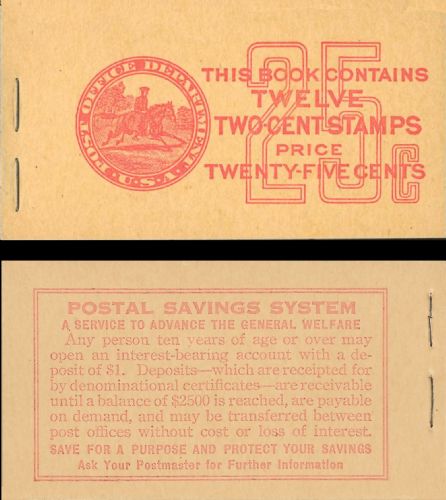 POST OFFICE DEPARTMENT
U.S.A.
25c
THIS BOOK CONTAINS
TWELVE
TWO-CENT STAMPS
PRICE
TWENTY-FIVE CENTS
POSTAL SAVINGS SYSTEM
A SERVICE TO ADVANCE THE GENERAL WELFARE
Any person ten years of age or over may
open an interest-bearing account with a de-
posit of $1. Deposits—which are receipted for
by denominational certificates—are receivable
until a balance of $2500 is reached, are payable
on demand, and may be transferred between
post offices without cost or loss of interest.
SAVE FOR A PURPOSE AND PROTECT YOUR SAVINGS
Ask Your Postmaster for Further Information